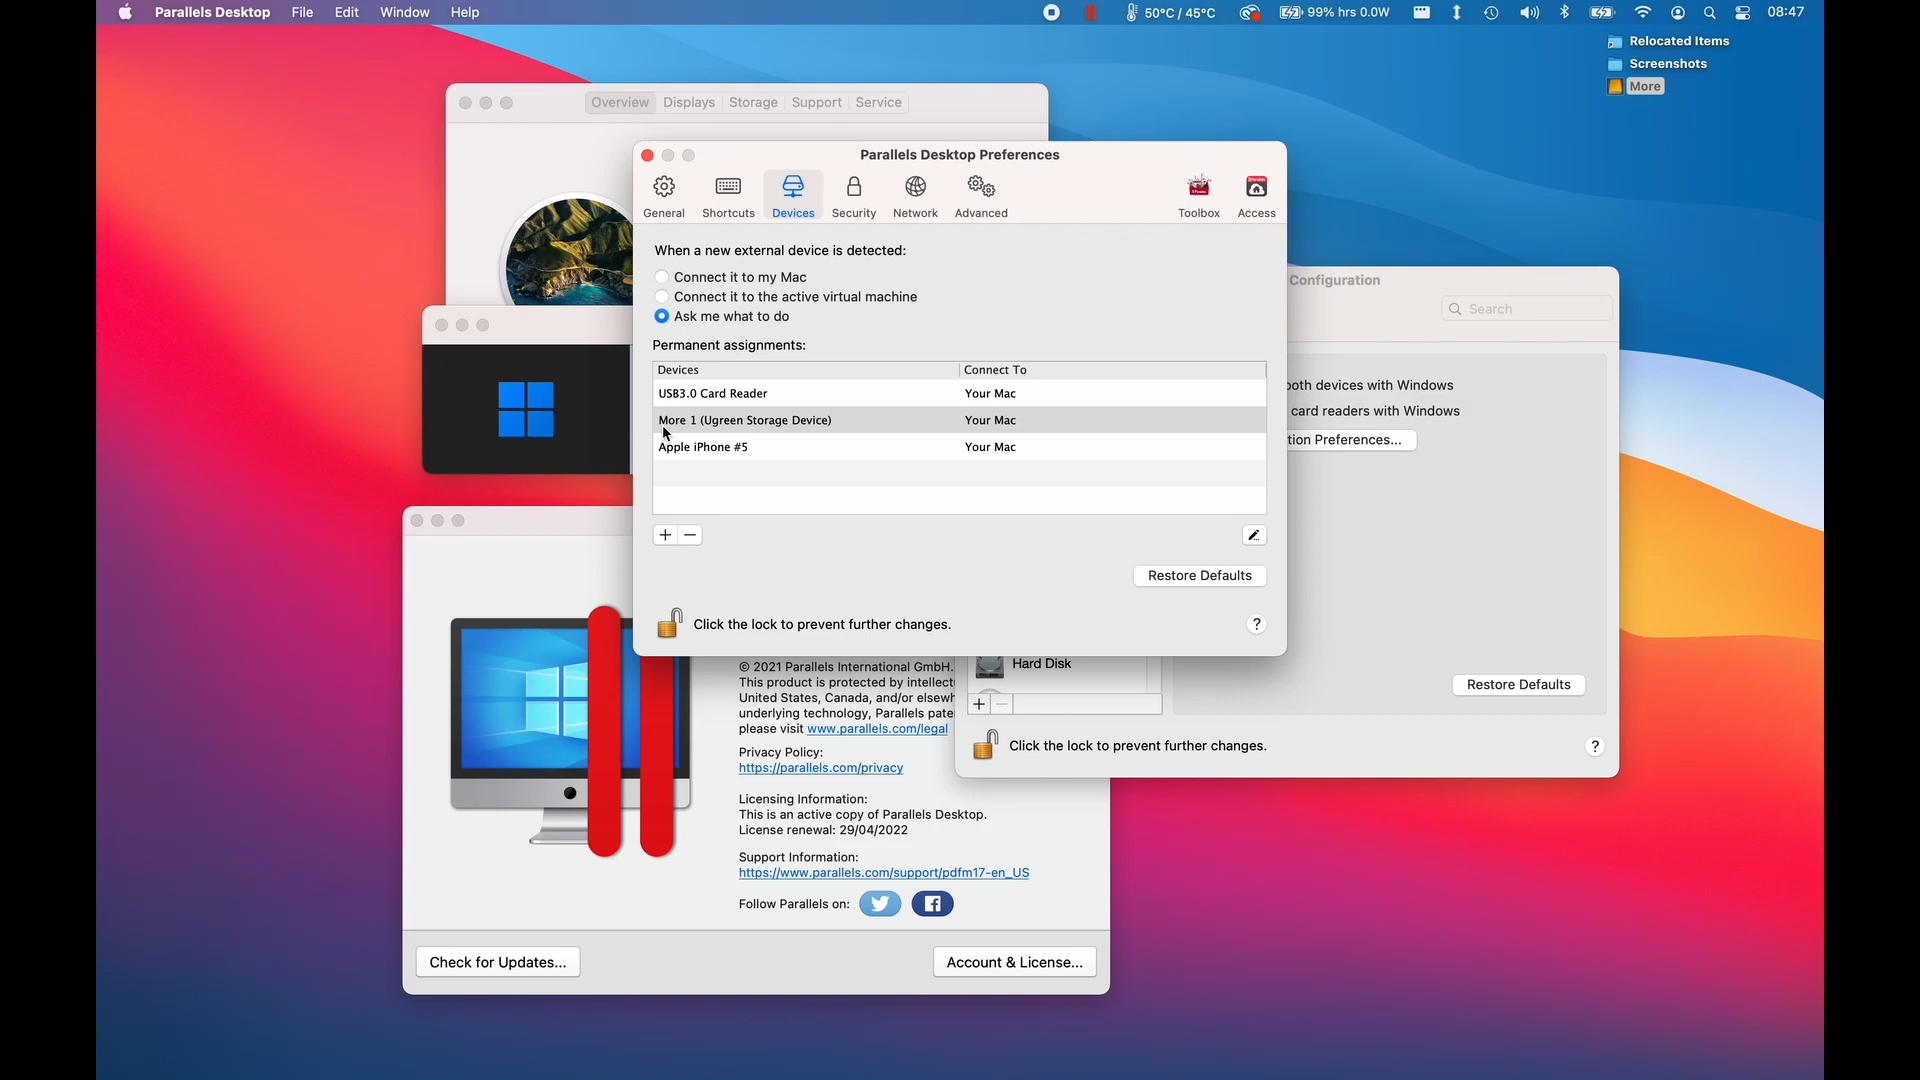 Parallels Desktop File Edit Window Help
50°C / 45°C 99% hrs 0.0W 08:47
Relocated Items
Screenshots
More
Overview Displays Storage Support Service
Parallels Desktop Preferences
General Shortcuts Devices Security Network Advanced Toolbox Access
When a new external device is detected:
Connect it to my Mac
Connect it to the active virtual machine
Ask me what to do
Permanent assignments:
Devices Connect To
USB3.0 Card Reader Your Mac
More 1 (Ugreen Storage Device) Your Mac
Apple iPhone #5 Your Mac
+ −
Restore Defaults
Click the lock to prevent further changes. ?
Configuration
Search
oth devices with Windows
card readers with Windows
tion Preferences...
Hard Disk
Restore Defaults
+ −
Click the lock to prevent further changes. ?
© 2021 Parallels International GmbH.
This product is protected by intellect
United States, Canada, and/or elsewh
underlying technology, Parallels pate
please visit www.parallels.com/legal
Privacy Policy:
https://parallels.com/privacy
Licensing Information:
This is an active copy of Parallels Desktop.
License renewal: 29/04/2022
Support Information:
https://www.parallels.com/support/pdfm17-en_US
Follow Parallels on:
Check for Updates... Account & License...